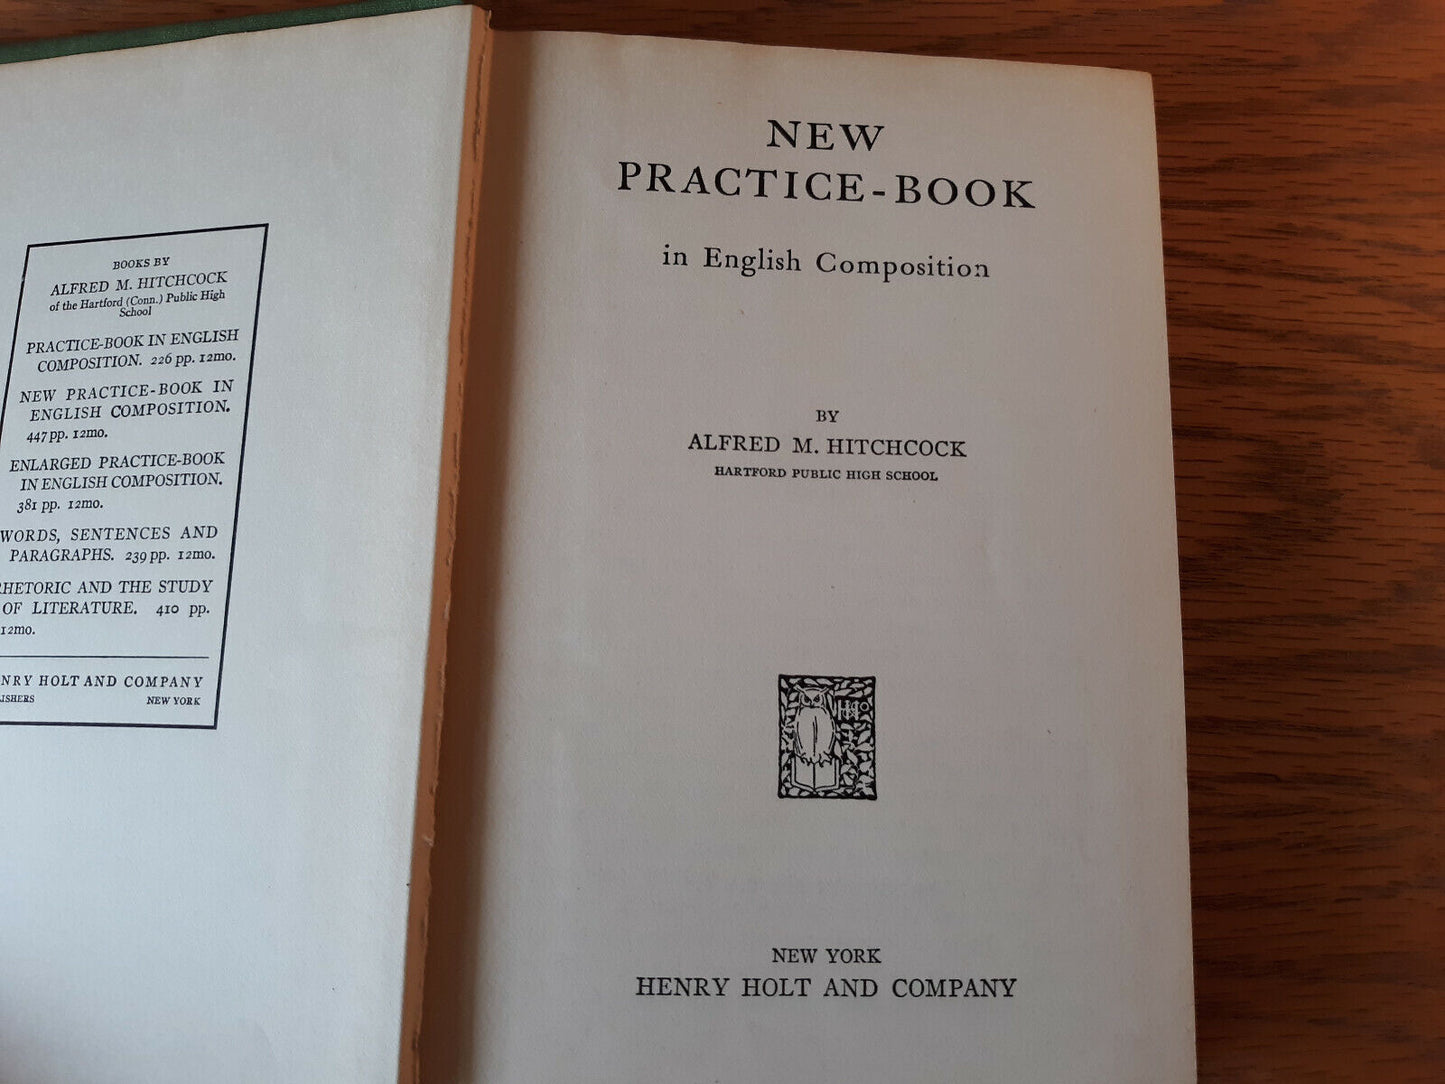 BOOKS BY
ALFRED M. HITCHCOCK
of the Hartford (Conn.) Public High
School
PRACTICE-BOOK IN ENGLISH
COMPOSITION. 226 pp. 12mo.
NEW PRACTICE-BOOK IN
ENGLISH COMPOSITION.
447 pp. 12mo.
ENLARGED PRACTICE-BOOK
IN ENGLISH COMPOSITION.
381 pp. 12mo.
WORDS, SENTENCES AND
PARAGRAPHS. 239 pp. 12mo.
HETORIC AND THE STUDY
OF LITERATURE. 410 pp.
12mo.
NRY HOLT AND COMPANY
ISHERS NEW YORK
NEW
PRACTICE-BOOK
in English Composition
BY
ALFRED M. HITCHCOCK
HARTFORD PUBLIC HIGH SCHOOL
NEW YORK
HENRY HOLT AND COMPANY